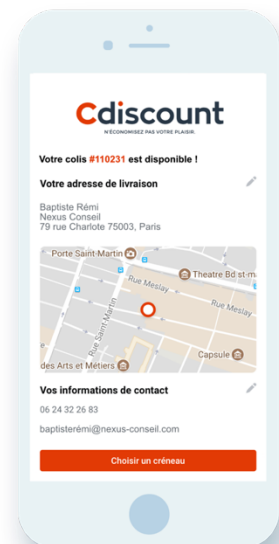 Cdiscount
N'ÉCONOMISEZ PAS VOTRE PLAISIR.
Votre colis #110231 est disponible !
Votre adresse de livraison
Baptiste Rémi
Nexus Conseil
79 rue Charlote 75003, Paris
Porte Saint-Martin
Theatre Bd st-m
Rue Meslay
Rue Meslay
Rue Saint-Martin
Capsule
des Arts et Métiers
Vos informations de contact
06 24 32 26 83
baptisterémi@nexus-conseil.com
Choisir un créneau